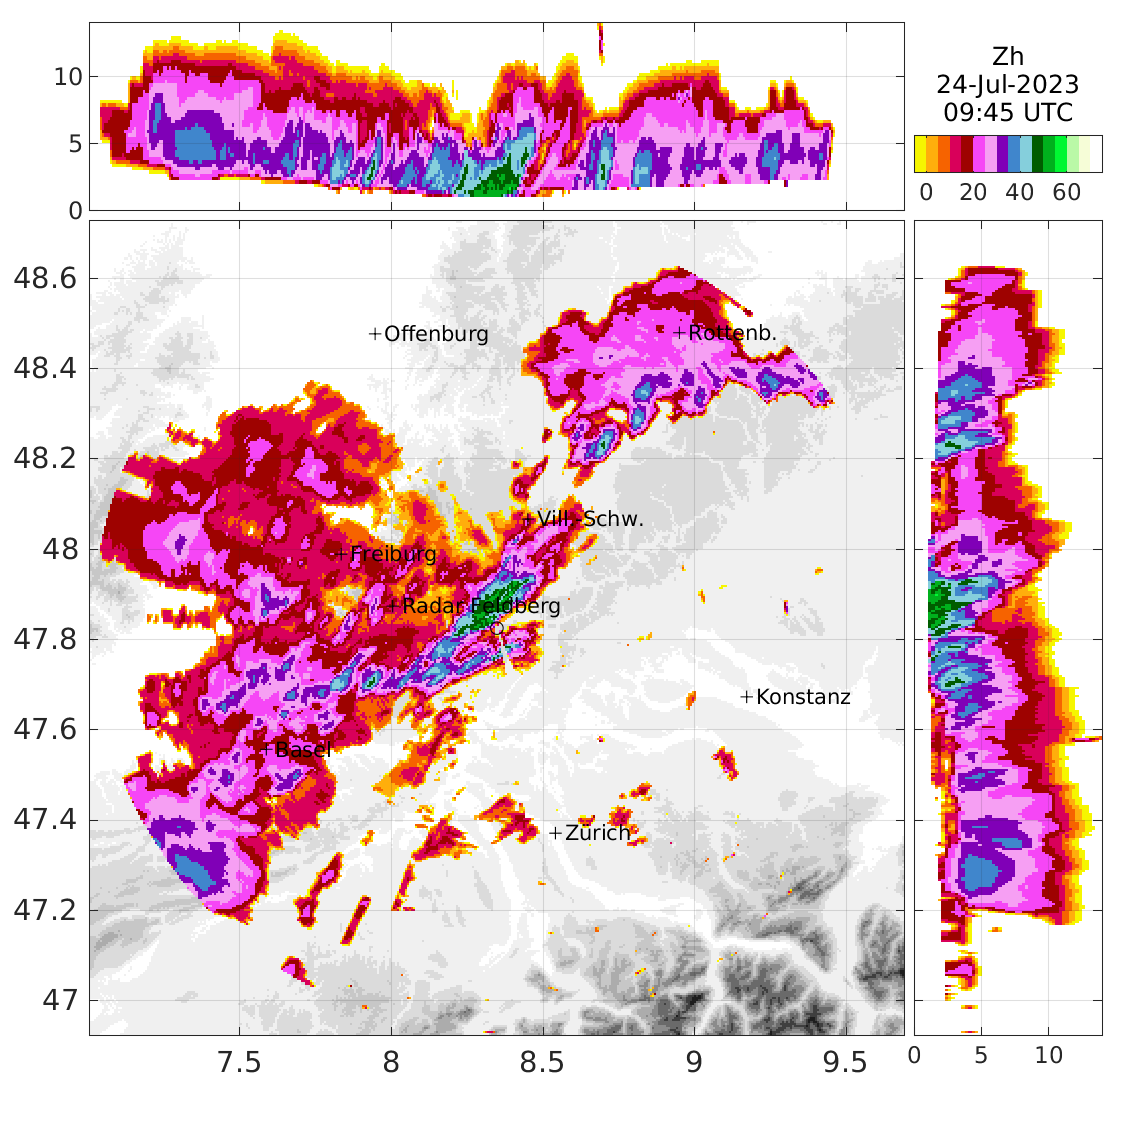 Zh
24-Jul-2023
09:45 UTC
0 20 40 60
10
5
0
48.6
48.4
48.2
48
47.8
47.6
47.4
47.2
47
+Offenburg
+Rottenb.
+Vill.-Schw.
+Freiburg
+Radar Feldberg
+Konstanz
+Basel
+Zürich
7.5 8 8.5 9 9.5
0 5 10